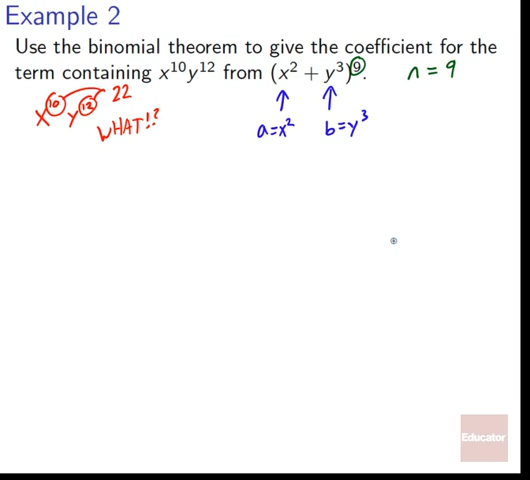 Example 2
Use the binomial theorem to give the coefficient for the
term containing x¹⁰y¹² from (x² + y³)⁹. n = 9
x¹⁰ y¹² 22
WHAT!?
a=x² b=y³
Educator